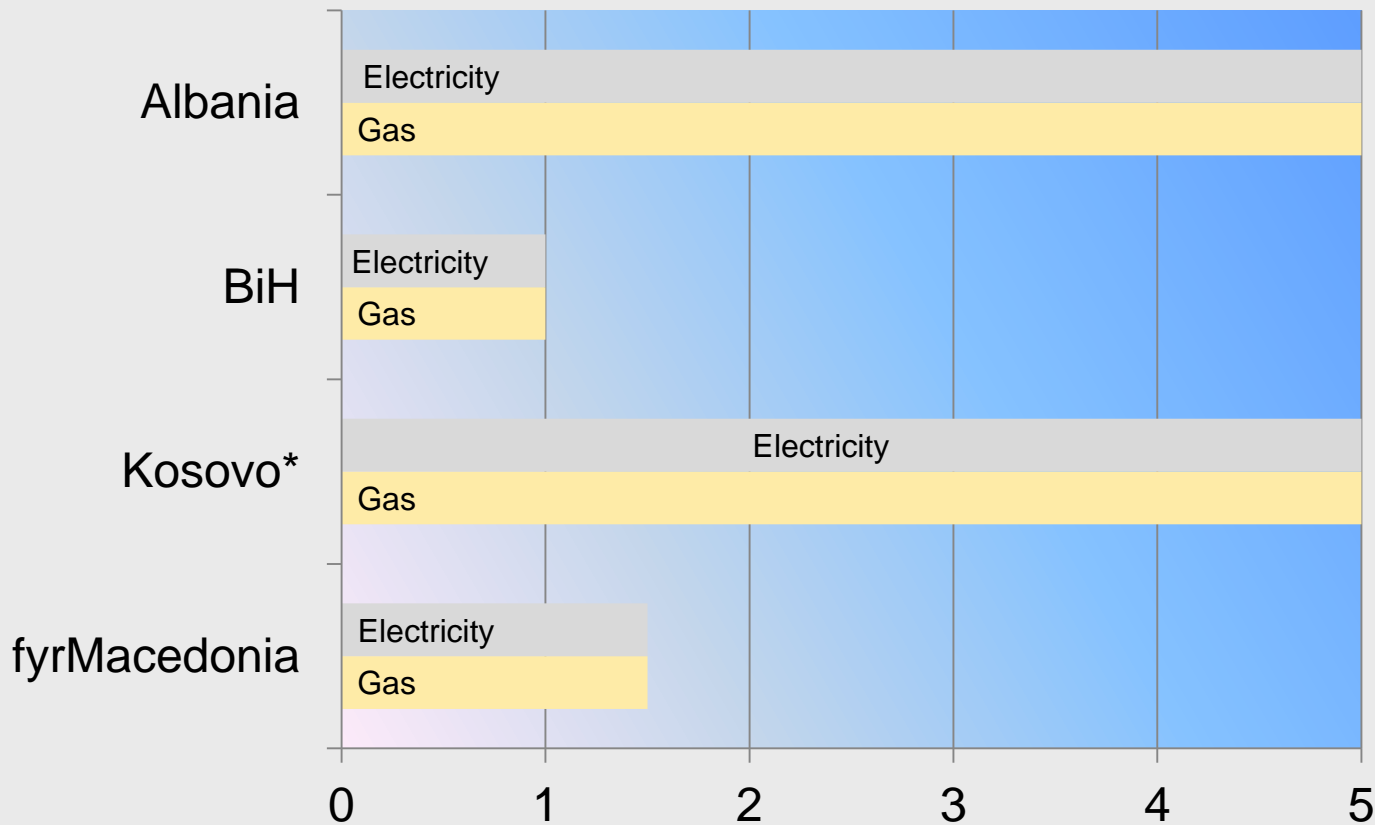 Albania
Electricity
Gas
BiH
Electricity
Gas
Kosovo*
Electricity
Gas
fyrMacedonia
Electricity
Gas
0 1 2 3 4 5